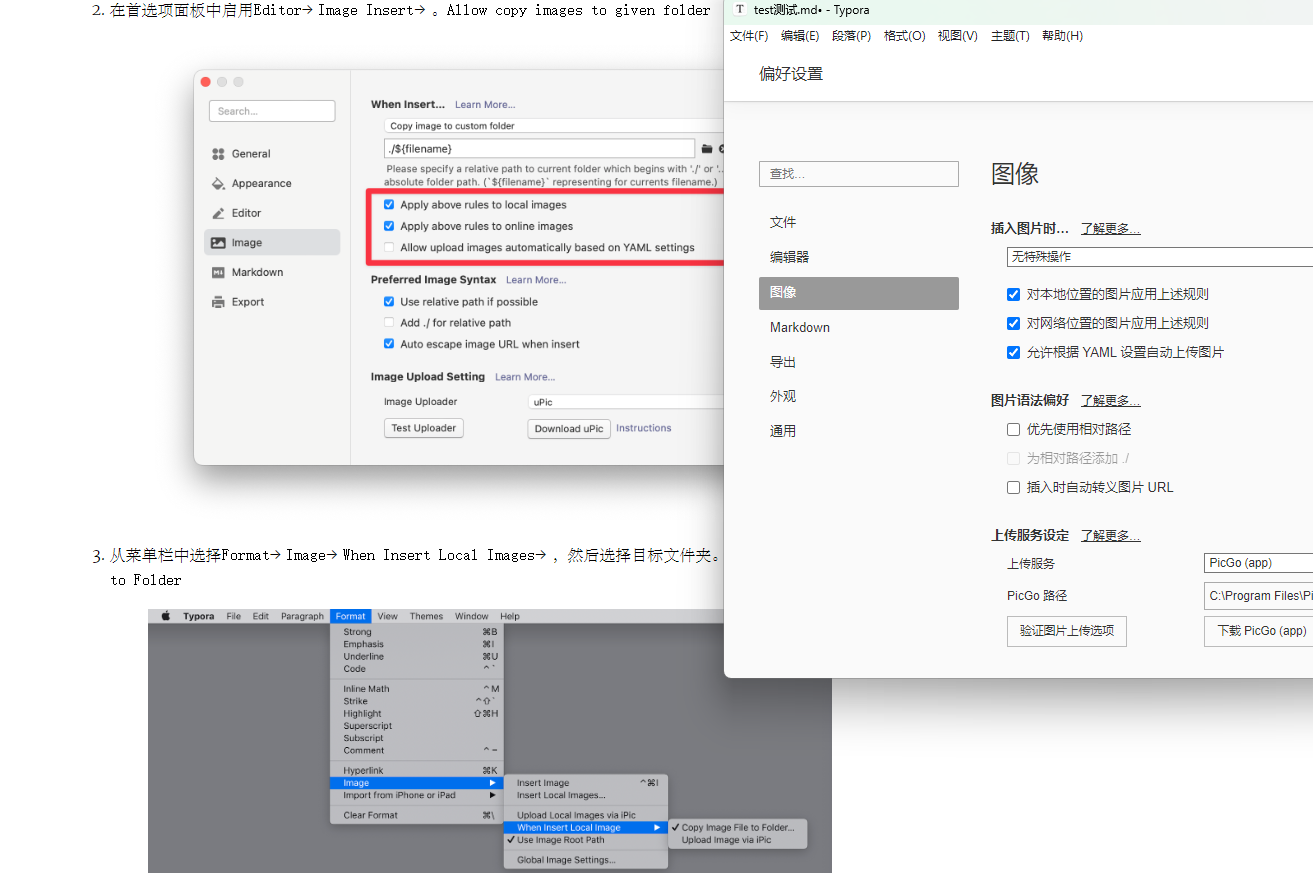 2. 在首选项面板中启用Editor→ Image Insert→ 。Allow copy images to given folder
Search...
General
Appearance
Editor
Image
Markdown
Export
When Insert... Learn More...
Copy image to custom folder
./${filename}
Please specify a relative path to current folder which begins with './' or '..
absolute folder path. (`${filename}` representing for currents filename.)
Apply above rules to local images
Apply above rules to online images
Allow upload images automatically based on YAML settings
Preferred Image Syntax Learn More...
Use relative path if possible
Add ./ for relative path
Auto escape image URL when insert
Image Upload Setting Learn More...
Image Uploader uPic
Test Uploader Download uPic Instructions
3. 从菜单栏中选择Format→ Image→ When Insert Local Images→ ，然后选择目标文件夹。
to Folder
Typora File Edit Paragraph Format View Themes Window Help
Strong ⌘B
Emphasis ⌘I
Underline ⌘U
Code ⌃`
Inline Math ⌃M
Strike ⌃⇧`
Highlight ⇧⌘H
Superscript
Subscript
Comment ⌃-
Hyperlink ⌘K
Image
Import from iPhone or iPad
Clear Format ⌘\
Insert Image ⌃⌘I
Insert Local Images...
Upload Local Images via iPic
When Insert Local Image
Use Image Root Path
Global Image Settings...
Copy Image File to Folder...
Upload Image via iPic
T test测试.md• - Typora
文件(F) 编辑(E) 段落(P) 格式(O) 视图(V) 主题(T) 帮助(H)
偏好设置
查找...
文件
编辑器
图像
Markdown
导出
外观
通用
图像
插入图片时... 了解更多...
无特殊操作
对本地位置的图片应用上述规则
对网络位置的图片应用上述规则
允许根据 YAML 设置自动上传图片
图片语法偏好 了解更多...
优先使用相对路径
为相对路径添加 ./
插入时自动转义图片 URL
上传服务设定 了解更多...
上传服务 PicGo (app)
PicGo 路径 C:\Program Files\Pi
验证图片上传选项 下载 PicGo (app)